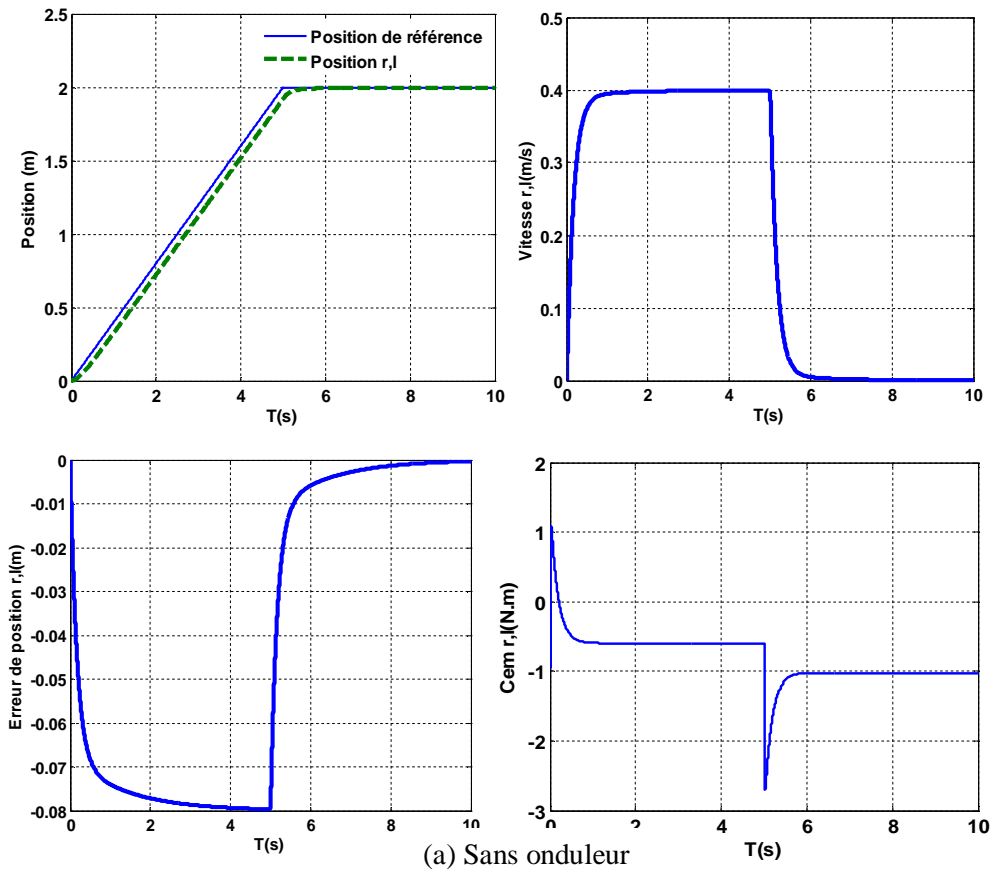 2.5
2
1.5
1
0.5
0
0 2 4 6 8 10
Position (m)
T(s)
Position de référence
Position r,l
0.5
0.4
0.3
0.2
0.1
0
0 2 4 6 8 10
Vitesse r,l(m/s)
T(s)
0
-0.01
-0.02
-0.03
-0.04
-0.05
-0.06
-0.07
-0.08
0 2 4 6 8 10
Erreur de position r,l(m)
T(s)
2
1
0
-1
-2
-3
0 2 4 6 8 10
Cem r,l(N.m)
T(s)
(a) Sans onduleur